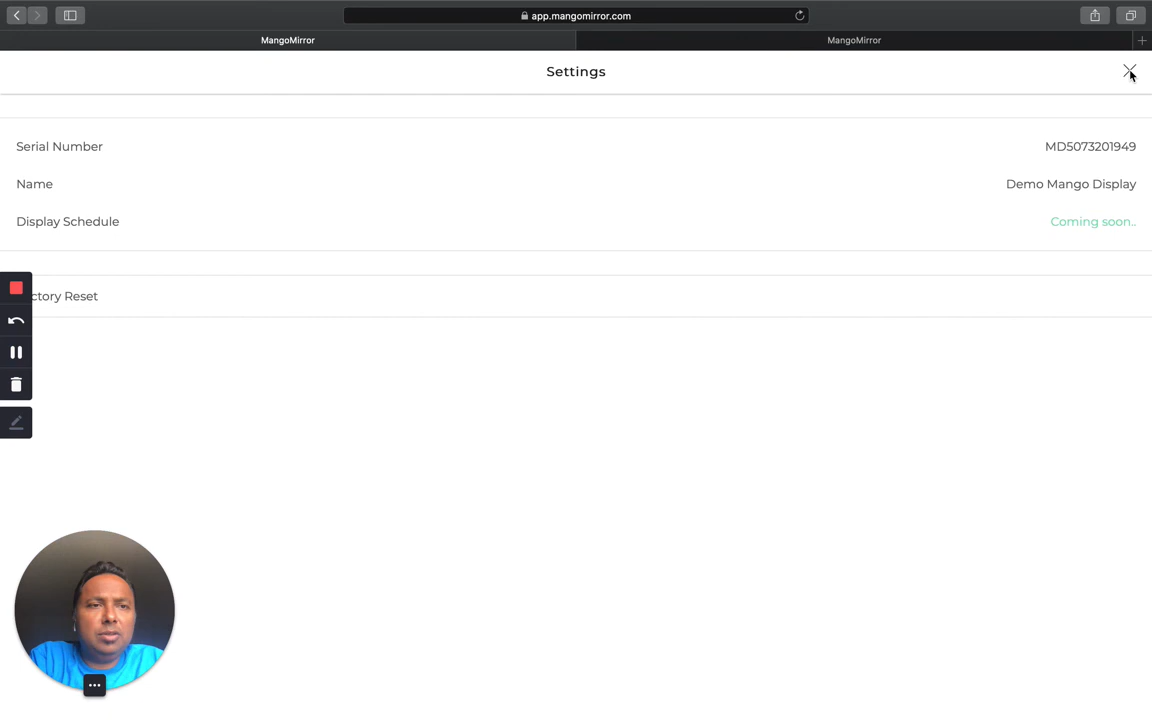 app.mangomirror.com
MangoMirror
MangoMirror
Settings
Serial Number MD5073201949
Name Demo Mango Display
Display Schedule Coming soon..
ctory Reset